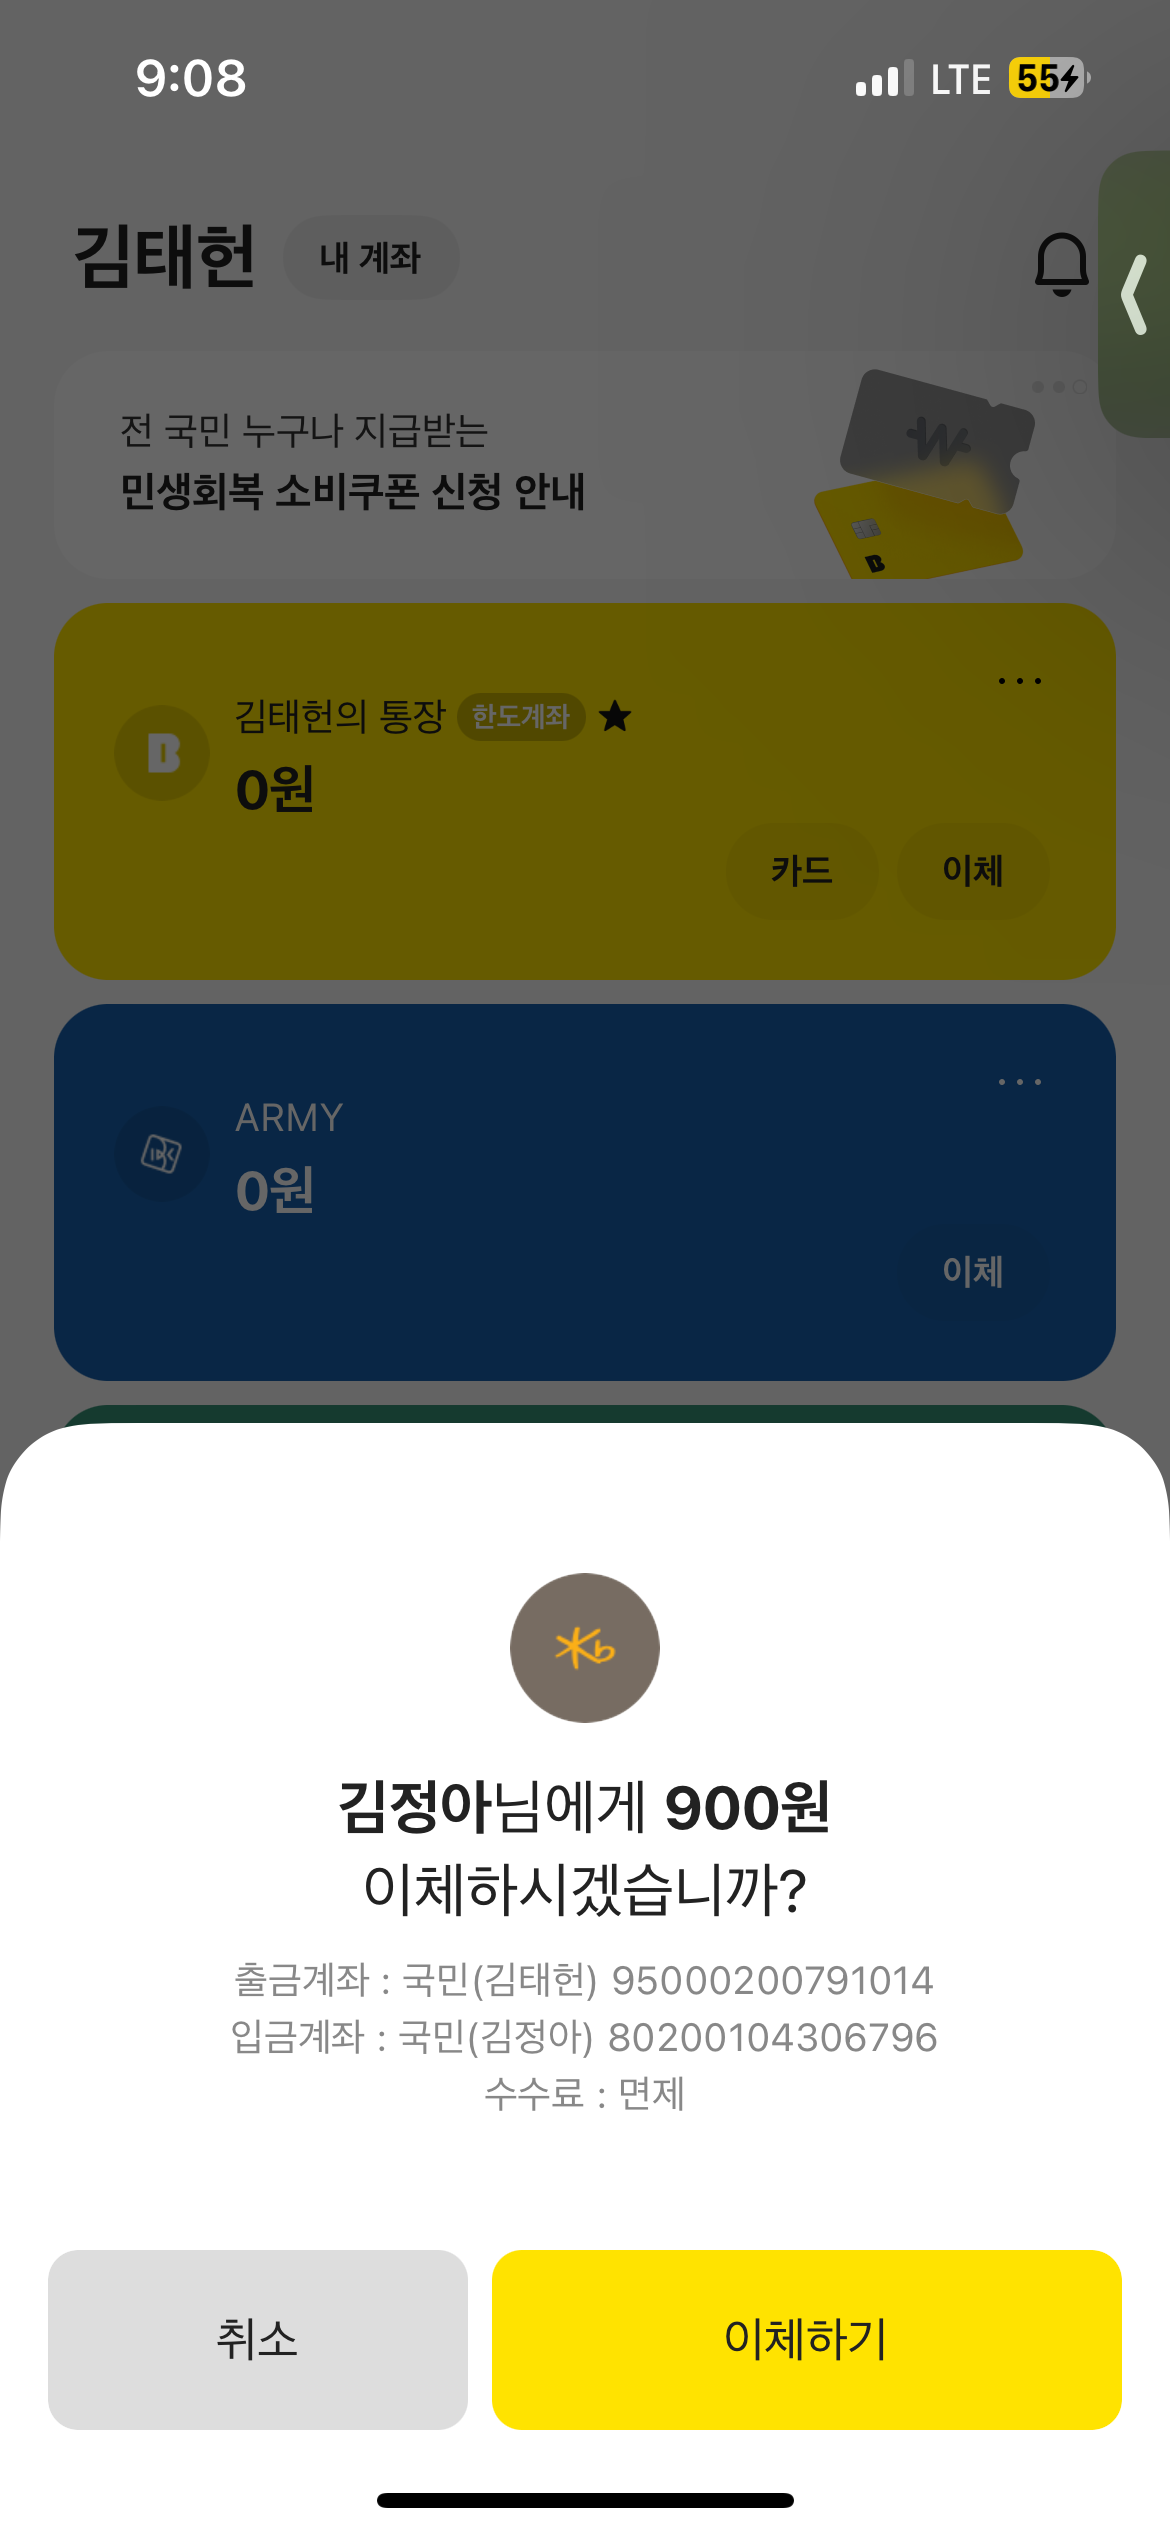 9:08
LTE 55
김태헌 내 계좌
전 국민 누구나 지급받는
민생회복 소비쿠폰 신청 안내
B
김태헌의 통장 한도계좌
B
0원
카드 이체
ARMY
0원
이체
김정아님에게 900원
이체하시겠습니까?
출금계좌 : 국민(김태헌) 95000200791014
입금계좌 : 국민(김정아) 80200104306796
수수료 : 면제
취소 이체하기